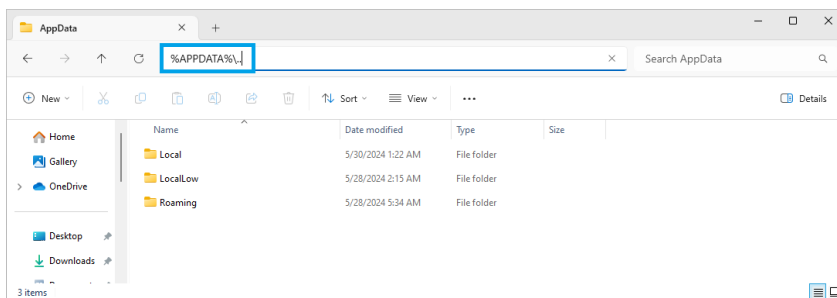 AppData
%APPDATA%\..
Search AppData
New
Sort
View
Details
Name Date modified Type Size
Home
Gallery
OneDrive
Desktop
Downloads
Local 5/30/2024 1:22 AM File folder
LocalLow 5/28/2024 2:15 AM File folder
Roaming 5/28/2024 5:34 AM File folder
3 items